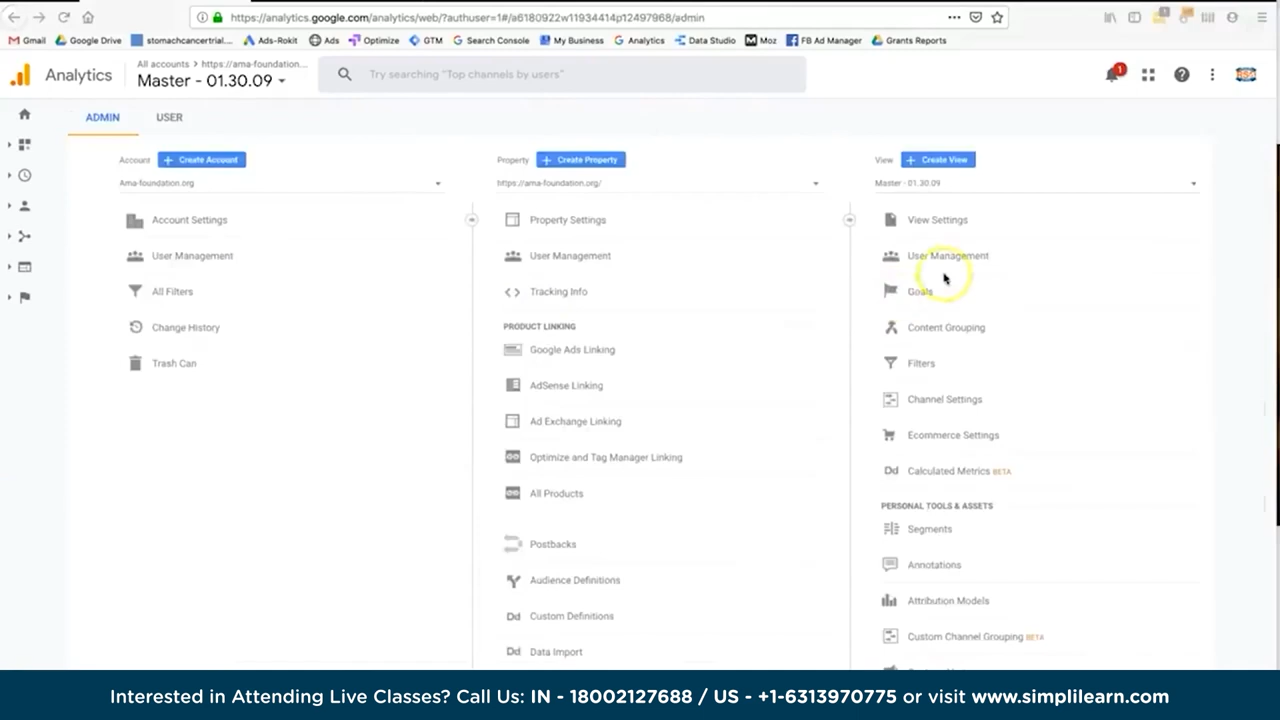 https://analytics.google.com/analytics/web/?authuser=1#/a6180922w11934414p12497968/admin
Gmail
Google Drive
stomachcancertrial....
Ads-Rokit
Ads
Optimize
GTM
Search Console
My Business
Analytics
Data Studio
Moz
FB Ad Manager
Grants Reports
Analytics
All accounts > https://ama-foundation...
Master - 01.30.09
Try searching "Top channels by users"
1
ADMIN
USER
Account
+ Create Account
Ama-foundation.org
Account Settings
User Management
All Filters
Change History
Trash Can
Property
+ Create Property
https://ama-foundation.org/
Property Settings
User Management
Tracking Info
PRODUCT LINKING
Google Ads Linking
AdSense Linking
Ad Exchange Linking
Optimize and Tag Manager Linking
All Products
Postbacks
Audience Definitions
Dd Custom Definitions
Dd Data Import
View
+ Create View
Master - 01.30.09
View Settings
User Management
Goals
Content Grouping
Filters
Channel Settings
Ecommerce Settings
Dd Calculated Metrics BETA
PERSONAL TOOLS & ASSETS
Segments
Annotations
Attribution Models
Custom Channel Grouping BETA
Interested in Attending Live Classes? Call Us: IN - 18002127688 / US - +1-6313970775 or visit www.simplilearn.com